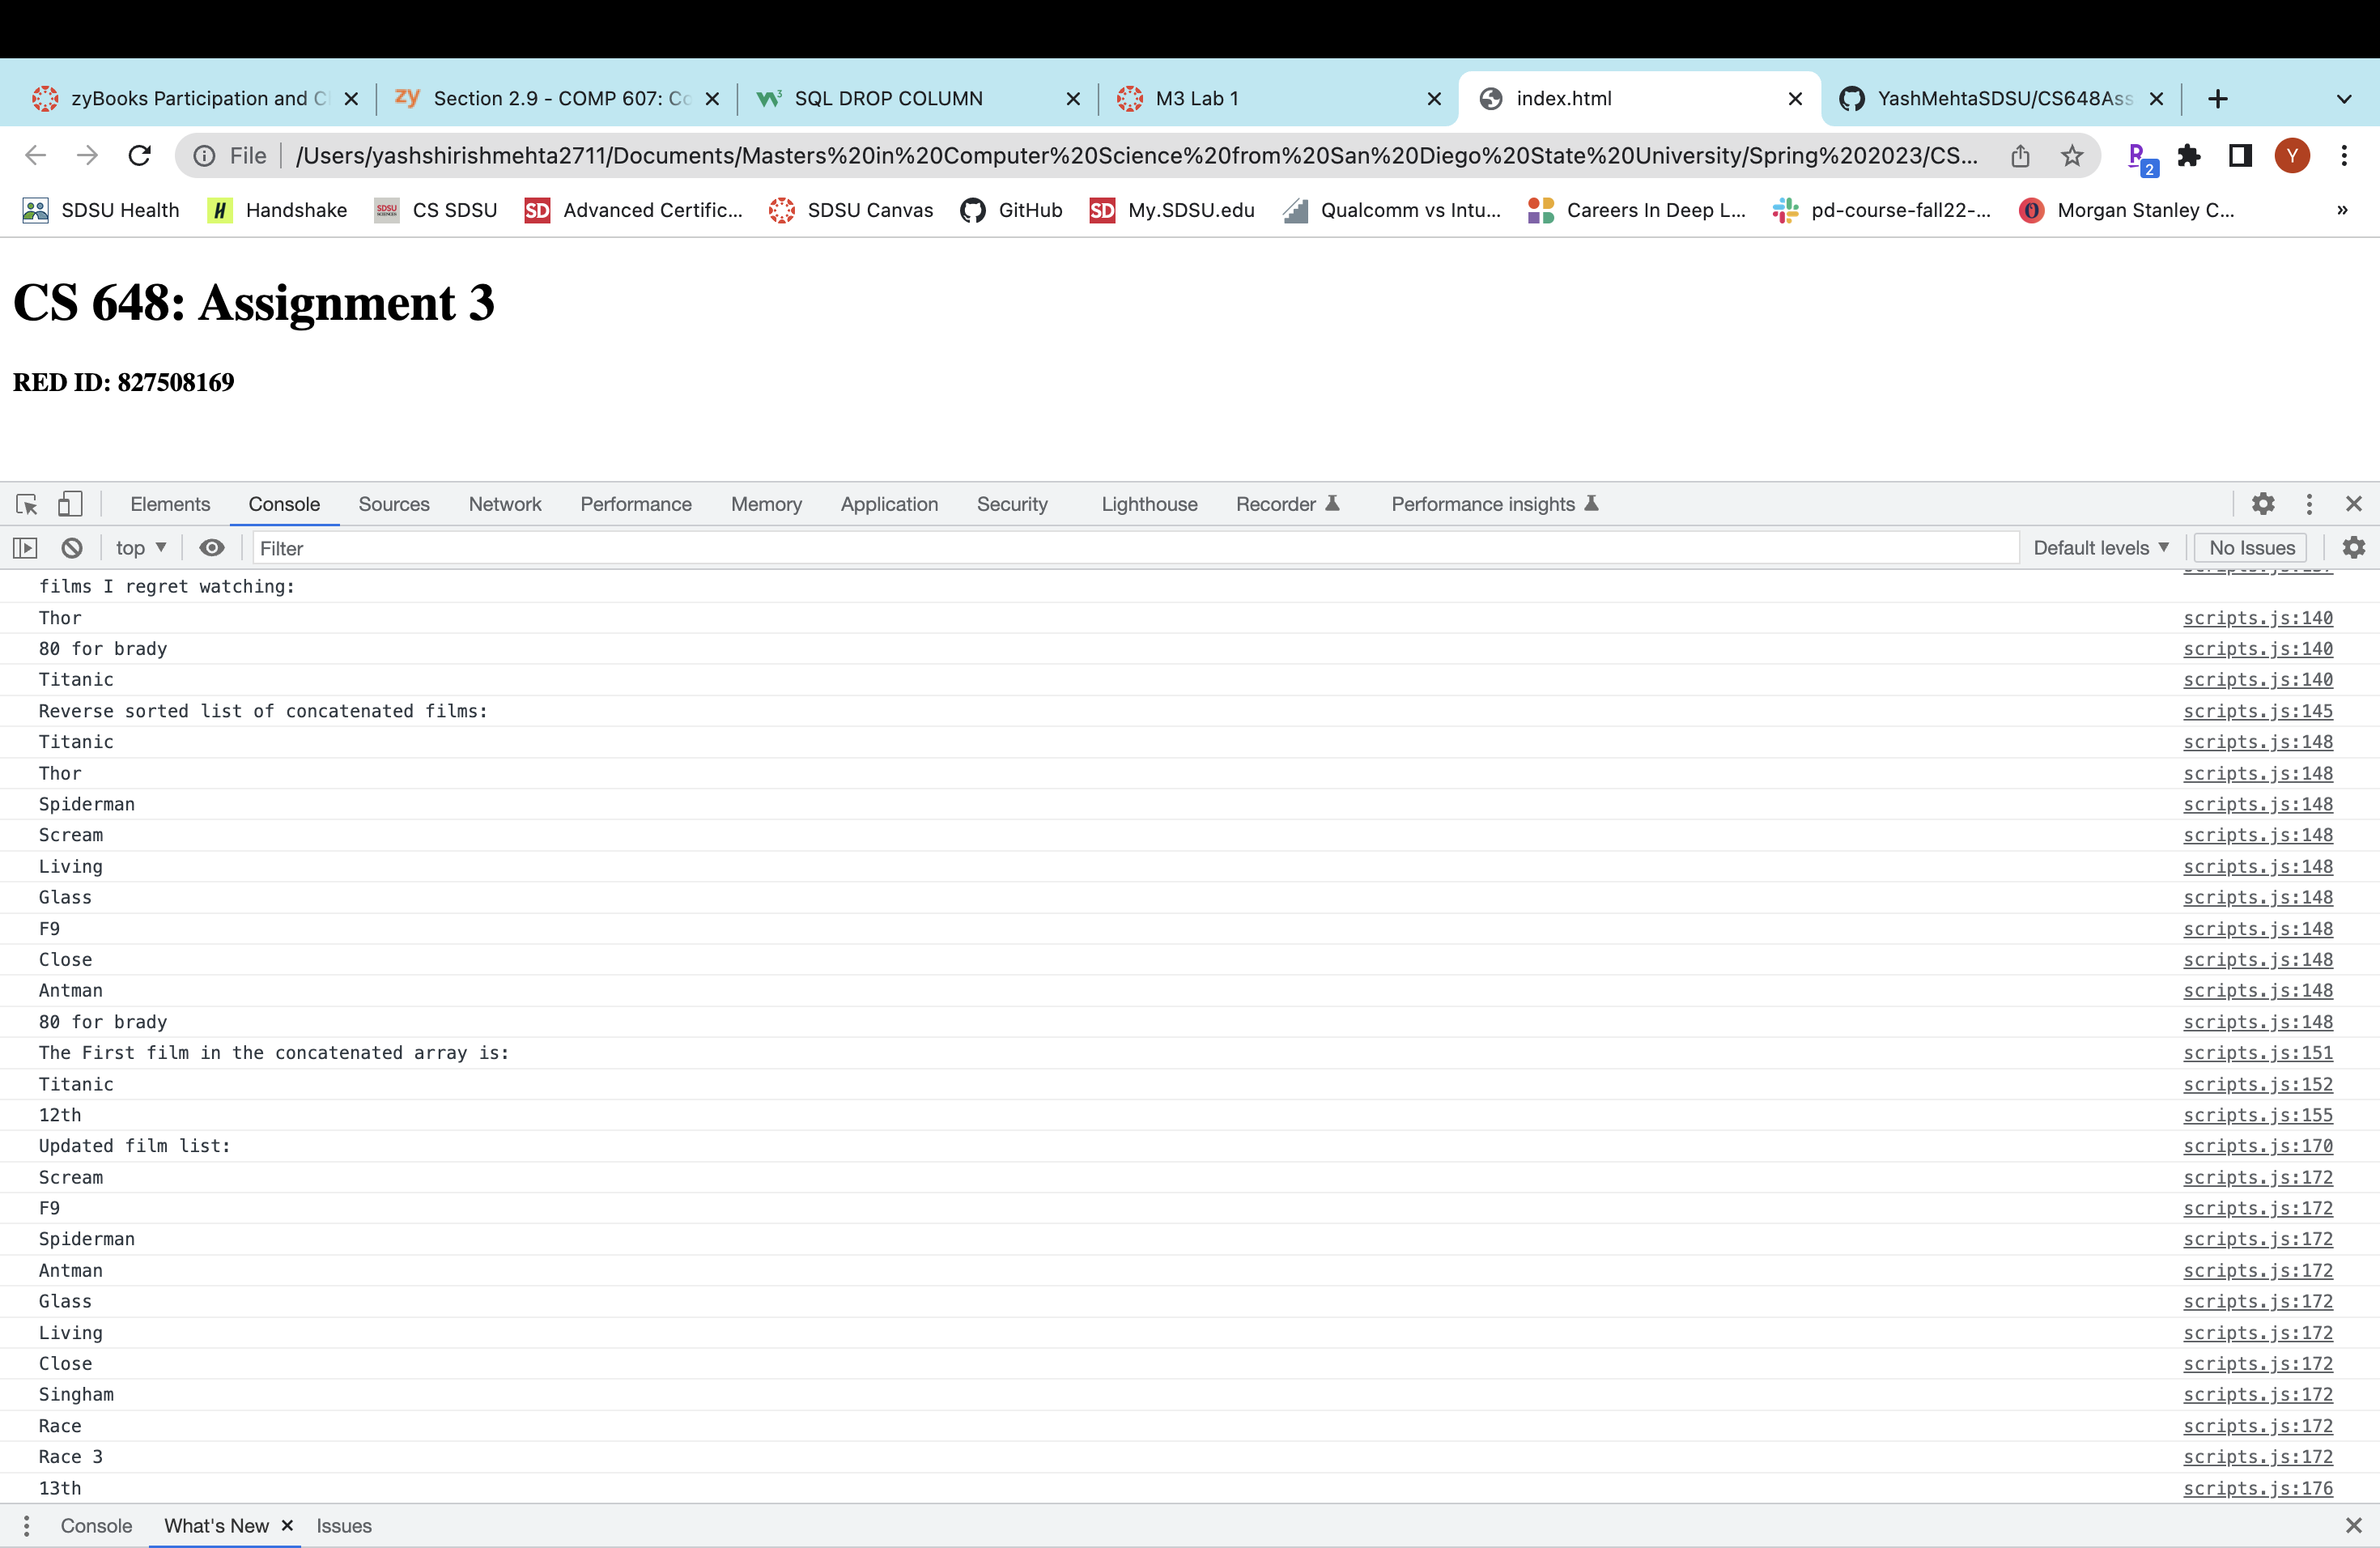 zyBooks Participation and C
zy Section 2.9 - COMP 607: Co
SQL DROP COLUMN
M3 Lab 1
index.html
YashMehtaSDSU/CS648Ass
File /Users/yashshirishmehta2711/Documents/Masters%20in%20Computer%20Science%20from%20San%20Diego%20State%20University/Spring%202023/CS... 2 Y
SDSU Health Handshake CS SDSU SD Advanced Certific... SDSU Canvas GitHub SD My.SDSU.edu Qualcomm vs Intu... Careers In Deep L... pd-course-fall22-... Morgan Stanley C... »
CS 648: Assignment 3
RED ID: 827508169
Elements Console Sources Network Performance Memory Application Security Lighthouse Recorder Performance insights
top Filter Default levels No Issues
films I regret watching:
Thor scripts.js:140
80 for brady scripts.js:140
Titanic scripts.js:140
Reverse sorted list of concatenated films: scripts.js:145
Titanic scripts.js:148
Thor scripts.js:148
Spiderman scripts.js:148
Scream scripts.js:148
Living scripts.js:148
Glass scripts.js:148
F9 scripts.js:148
Close scripts.js:148
Antman scripts.js:148
80 for brady scripts.js:148
The First film in the concatenated array is: scripts.js:151
Titanic scripts.js:152
12th scripts.js:155
Updated film list: scripts.js:170
Scream scripts.js:172
F9 scripts.js:172
Spiderman scripts.js:172
Antman scripts.js:172
Glass scripts.js:172
Living scripts.js:172
Close scripts.js:172
Singham scripts.js:172
Race scripts.js:172
Race 3 scripts.js:172
13th scripts.js:176
Console What's New Issues